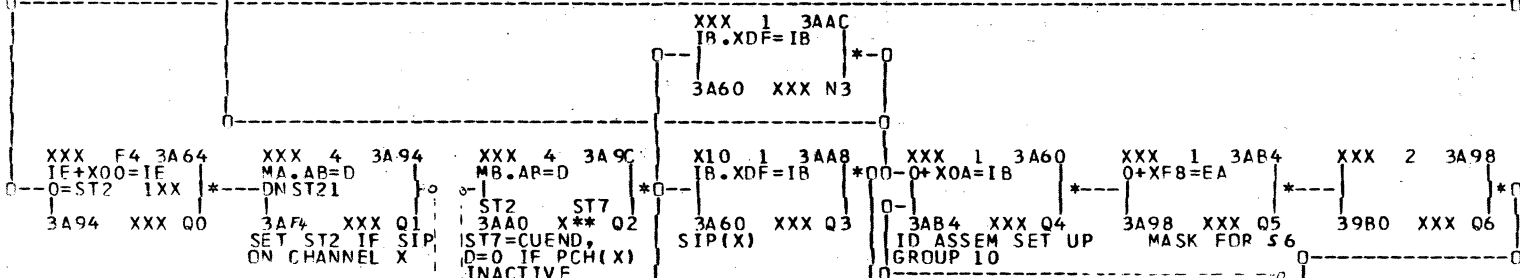 XXX 1 3AAC
IB.XDF=IB
3A60 XXX N3
XXX F4 3A64
IE+X00=IE
0=ST2 1XX
3A94 XXX Q0
XXX 4 3A94
MA.AB=D
DNST21
3AF4 XXX Q1
SET ST2 IF SIP
ON CHANNEL X
XXX 4 3A9C
MB.AB=D
ST2 ST7
3AA0 X** Q2
ST7=CUEND,
D=0 IF PCH(X)
INACTIVE
X10 1 3AA8
IB.XDF=IB
3A60 XXX Q3
SIP(X)
XXX 1 3A60
0+X0A=IB
3AB4 XXX Q4
ID ASSEM SET UP
GROUP 10
XXX 1 3AB4
0+XF8=EA
3A98 XXX Q5
MASK FOR S6
XXX 2 3A98
39B0 XXX Q6